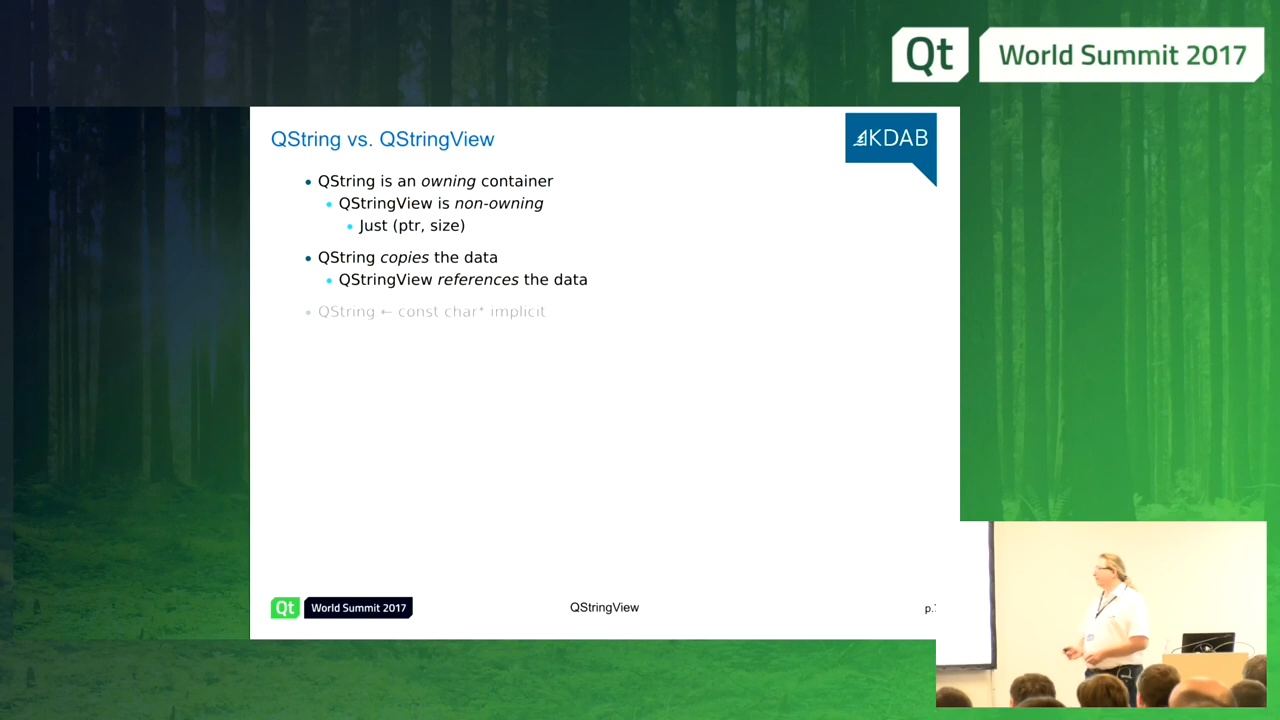 Qt World Summit 2017
QString vs. QStringView
KDAB
QString is an owning container
QStringView is non-owning
Just (ptr, size)
QString copies the data
QStringView references the data
QString ← const char* implicit
Qt World Summit 2017
QStringView